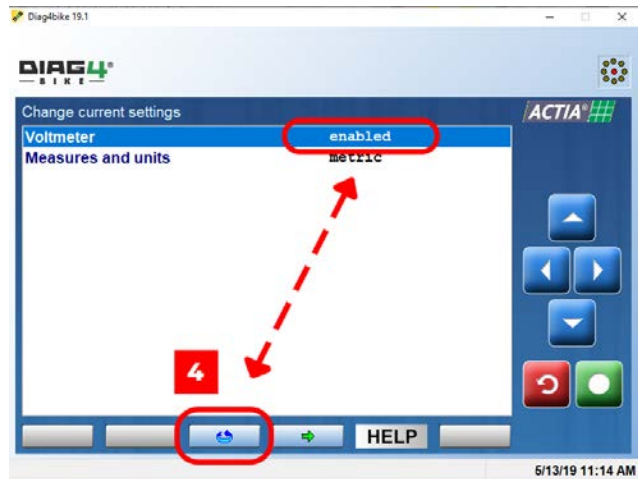 Diag4bike 19.1
DIAG4®
BIKE
Change current settings
ACTIA®
Voltmeter enabled
Measures and units metric
4
HELP
5/13/19 11:14 AM